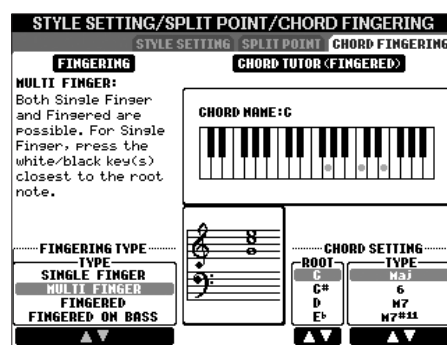 STYLE SETTING/SPLIT POINT/CHORD FINGERING
STYLE SETTING SPLIT POINT CHORD FINGERING
FINGERING
CHORD TUTOR (FINGERED)
MULTI FINGER:
Both Single Finger
and Fingered are
possible. For Single
Finger, press the
white/black key(s)
closest to the root
note.
CHORD NAME:C
FINGERING TYPE
TYPE
SINGLE FINGER
MULTI FINGER
FINGERED
FINGERED ON BASS
CHORD SETTING
ROOT
C
C#
D
E♭
TYPE
Maj
6
M7
M7#11